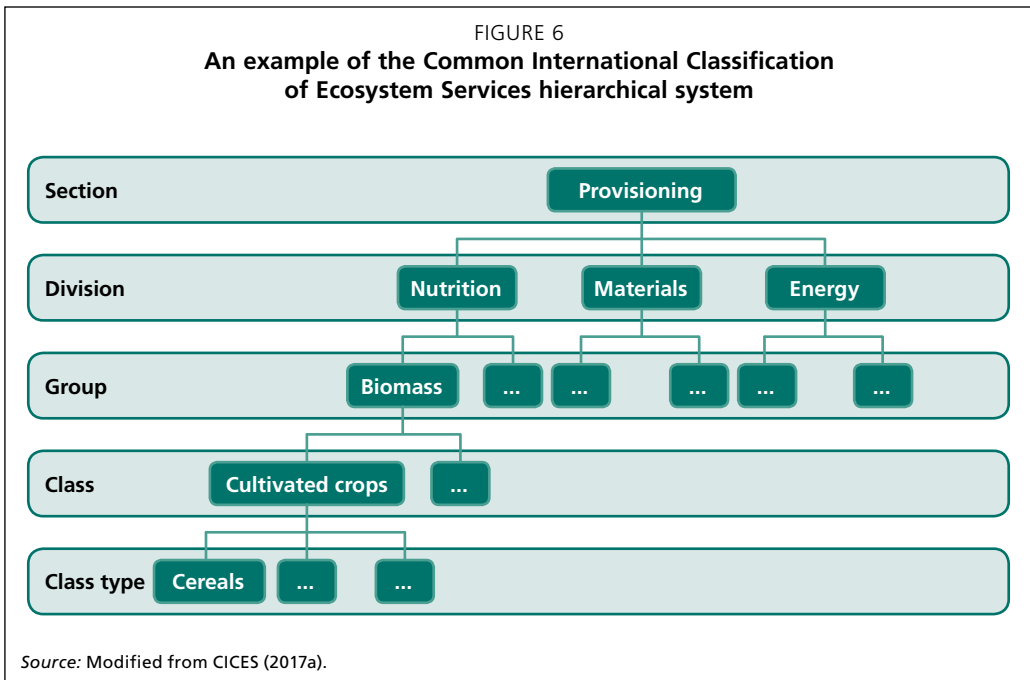 FIGURE 6
An example of the Common International Classification
of Ecosystem Services hierarchical system
Section
Provisioning
Division
Nutrition
Materials
Energy
Group
Biomass
...
...
...
...
...
Class
Cultivated crops
...
Class type
Cereals
...
...
Source: Modified from CICES (2017a).